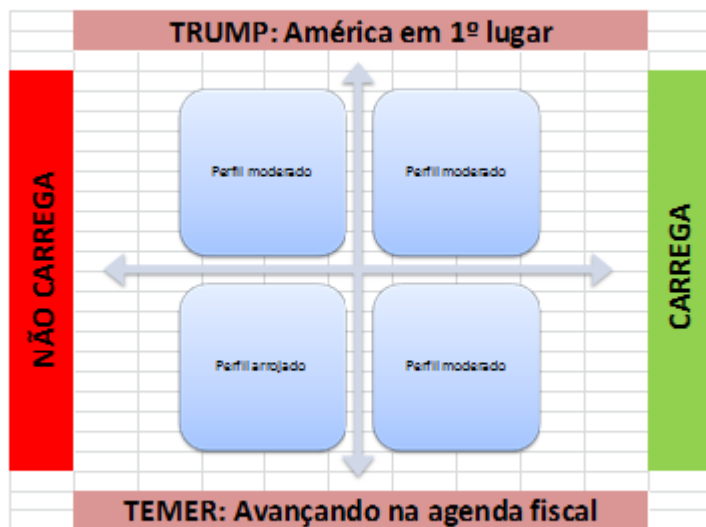 TRUMP: América em 1º lugar
NÃO CARREGA
Perfil moderado
Perfil moderado
CARREGA
Perfil arrojado
Perfil moderado
TEMER: Avançando na agenda fiscal